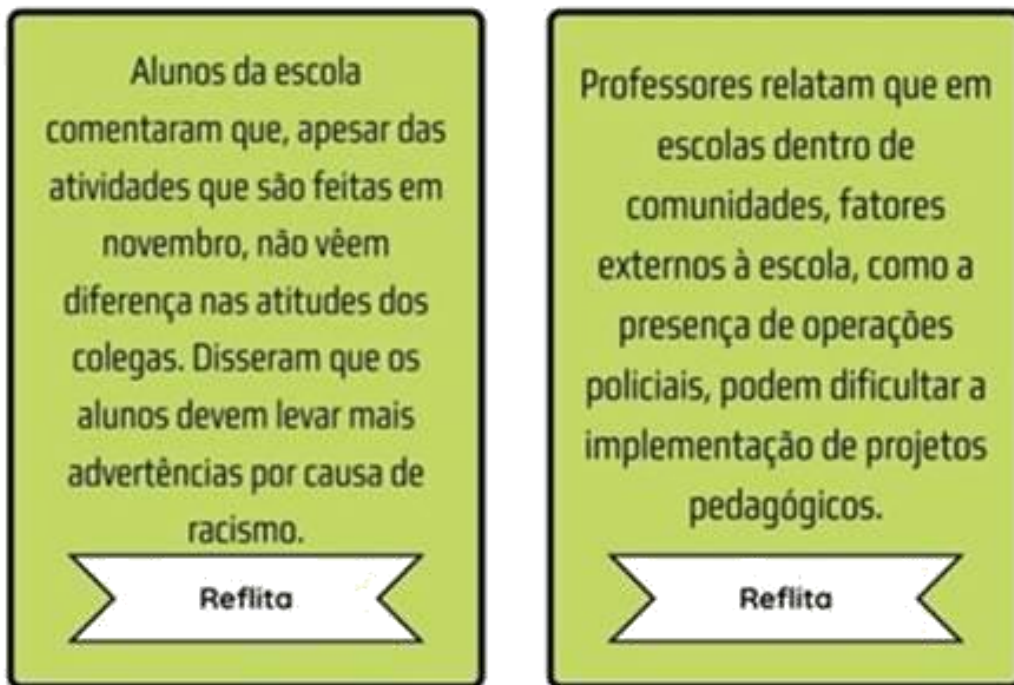 Alunos da escola
comentaram que, apesar das
atividades que são feitas em
novembro, não vêem
diferença nas atitudes dos
colegas. Disseram que os
alunos devem levar mais
advertências por causa de
racismo.
Reflita
Professores relatam que em
escolas dentro de
comunidades, fatores
externos à escola, como a
presença de operações
policiais, podem dificultar a
implementação de projetos
pedagógicos.
Reflita